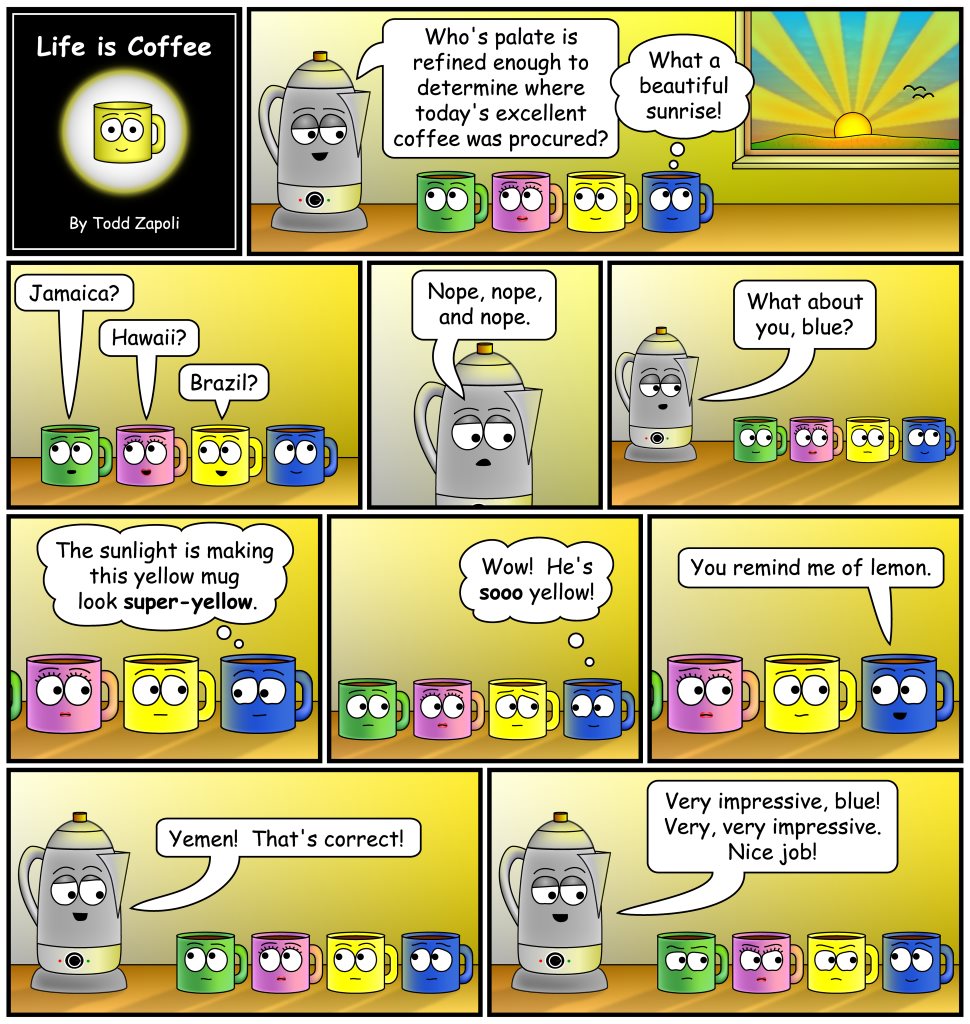 Life is Coffee
By Todd Zapoli
Who's palate is
refined enough to
determine where
today's excellent
coffee was procured?
What a
beautiful
sunrise!
Jamaica?
Hawaii?
Brazil?
Nope, nope,
and nope.
What about
you, blue?
The sunlight is making
this yellow mug
look super-yellow.
Wow! He's
sooo yellow!
You remind me of lemon.
Yemen! That's correct!
Very impressive, blue!
Very, very impressive.
Nice job!